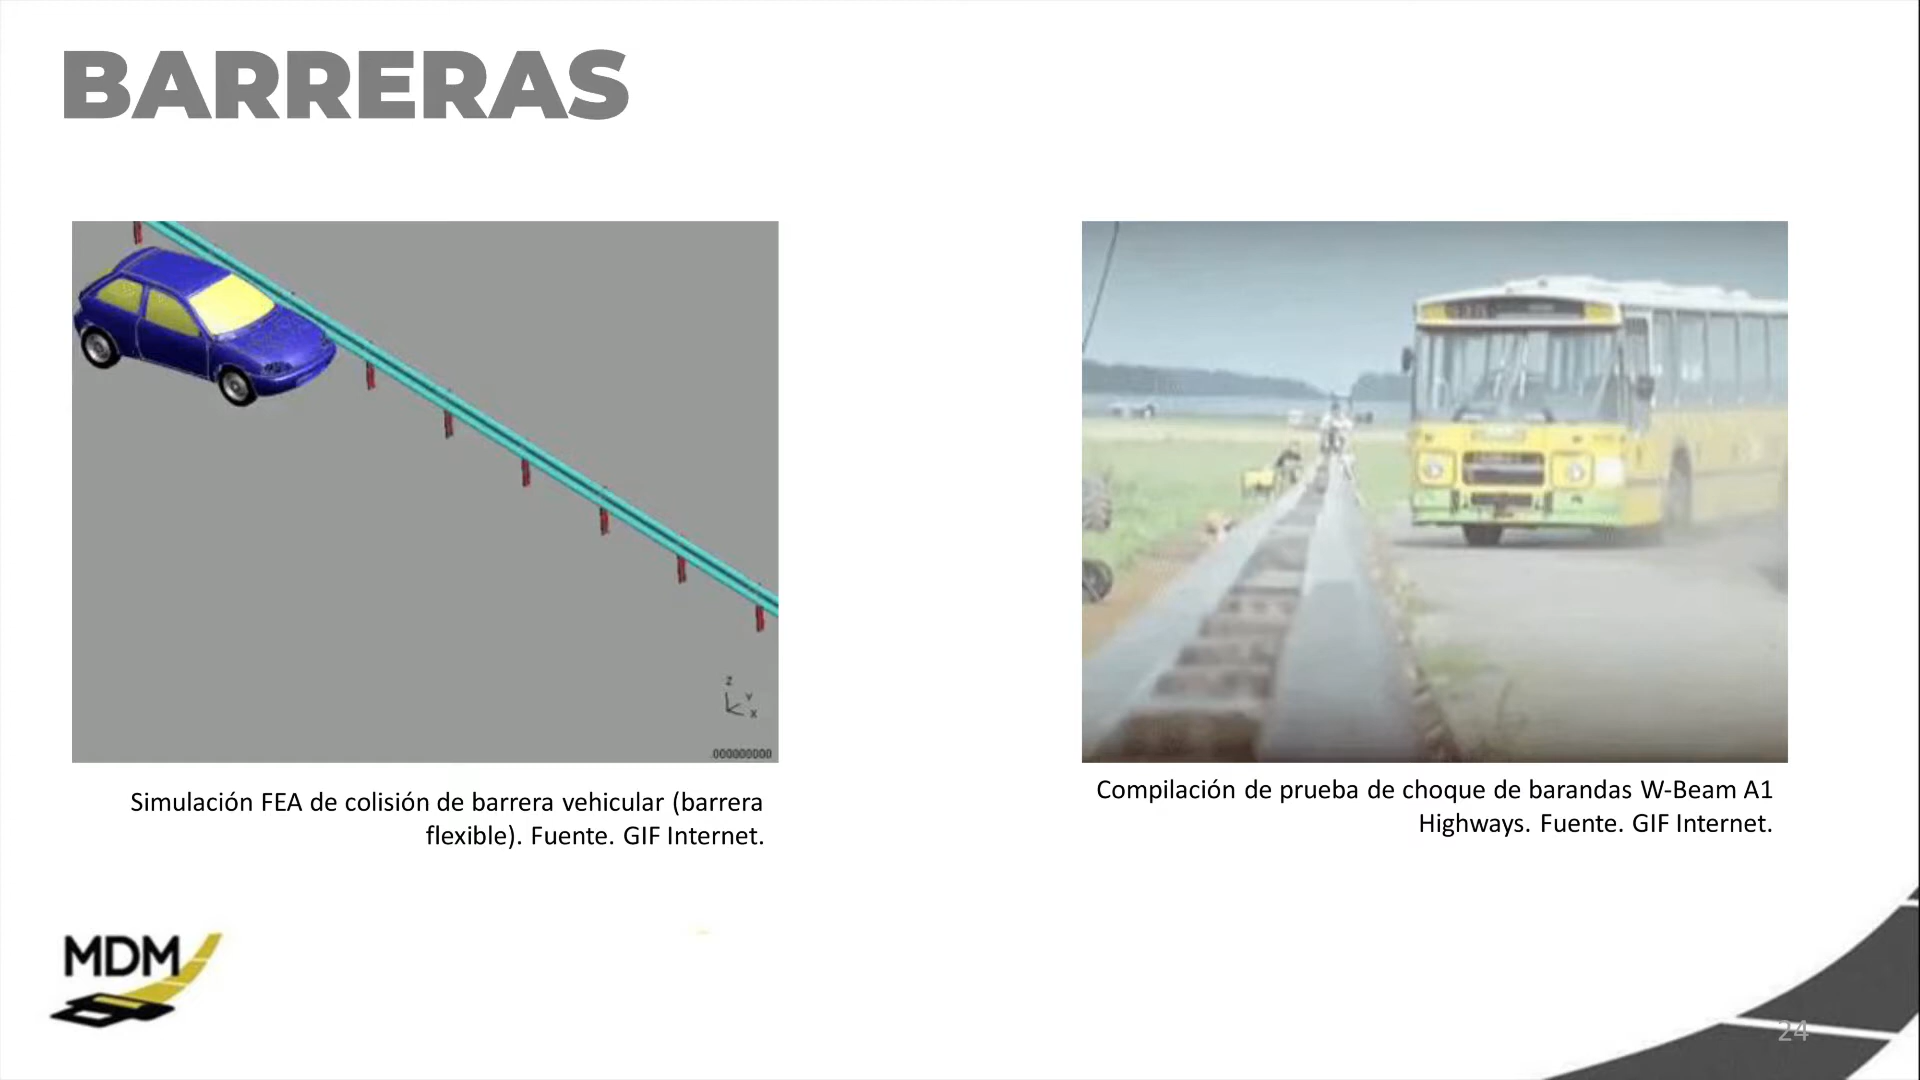 BARRERAS
Z
Y
X
.000000000
Simulación FEA de colisión de barrera vehicular (barrera
flexible). Fuente. GIF Internet.
Compilación de prueba de choque de barandas W-Beam A1
Highways. Fuente. GIF Internet.
MDM
24